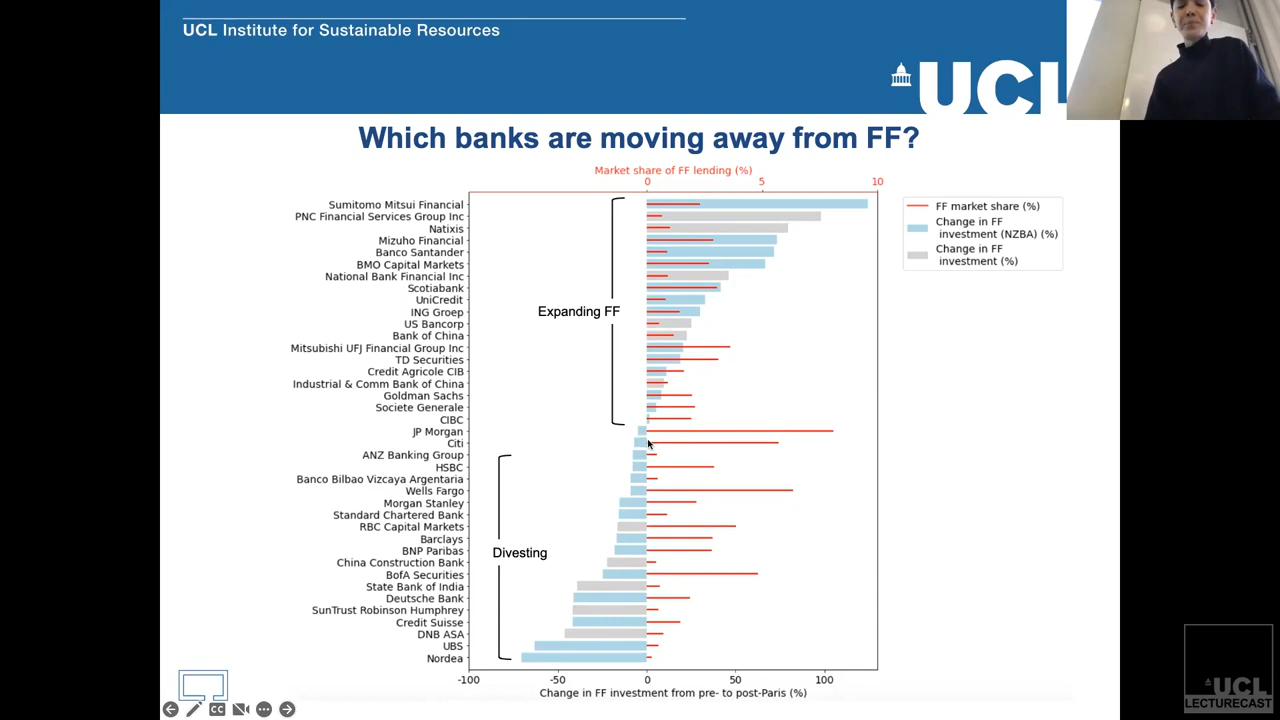 UCL Institute for Sustainable Resources
UCL
Which banks are moving away from FF?
Market share of FF lending (%)
0 5 10
Sumitomo Mitsui Financial
PNC Financial Services Group Inc
Natixis
Mizuho Financial
Banco Santander
BMO Capital Markets
National Bank Financial Inc
Scotiabank
UniCredit
ING Groep
US Bancorp
Bank of China
Mitsubishi UFJ Financial Group Inc
TD Securities
Credit Agricole CIB
Industrial & Comm Bank of China
Goldman Sachs
Societe Generale
CIBC
JP Morgan
Citi
ANZ Banking Group
HSBC
Banco Bilbao Vizcaya Argentaria
Wells Fargo
Morgan Stanley
Standard Chartered Bank
RBC Capital Markets
Barclays
BNP Paribas
China Construction Bank
BofA Securities
State Bank of India
Deutsche Bank
SunTrust Robinson Humphrey
Credit Suisse
DNB ASA
UBS
Nordea
Expanding FF
Divesting
-100 -50 0 50 100
Change in FF investment from pre- to post-Paris (%)
FF market share (%)
Change in FF
investment (NZBA) (%)
Change in FF
investment (%)
CC
UCL
LECTURECAST